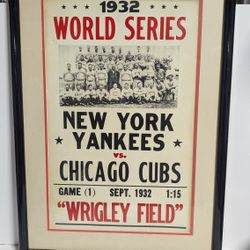 1932
WORLD SERIES
NEW YORK
YANKEES
vs.
CHICAGO CUBS
GAME (1) SEPT. 1932 1:15
"WRIGLEY FIELD"